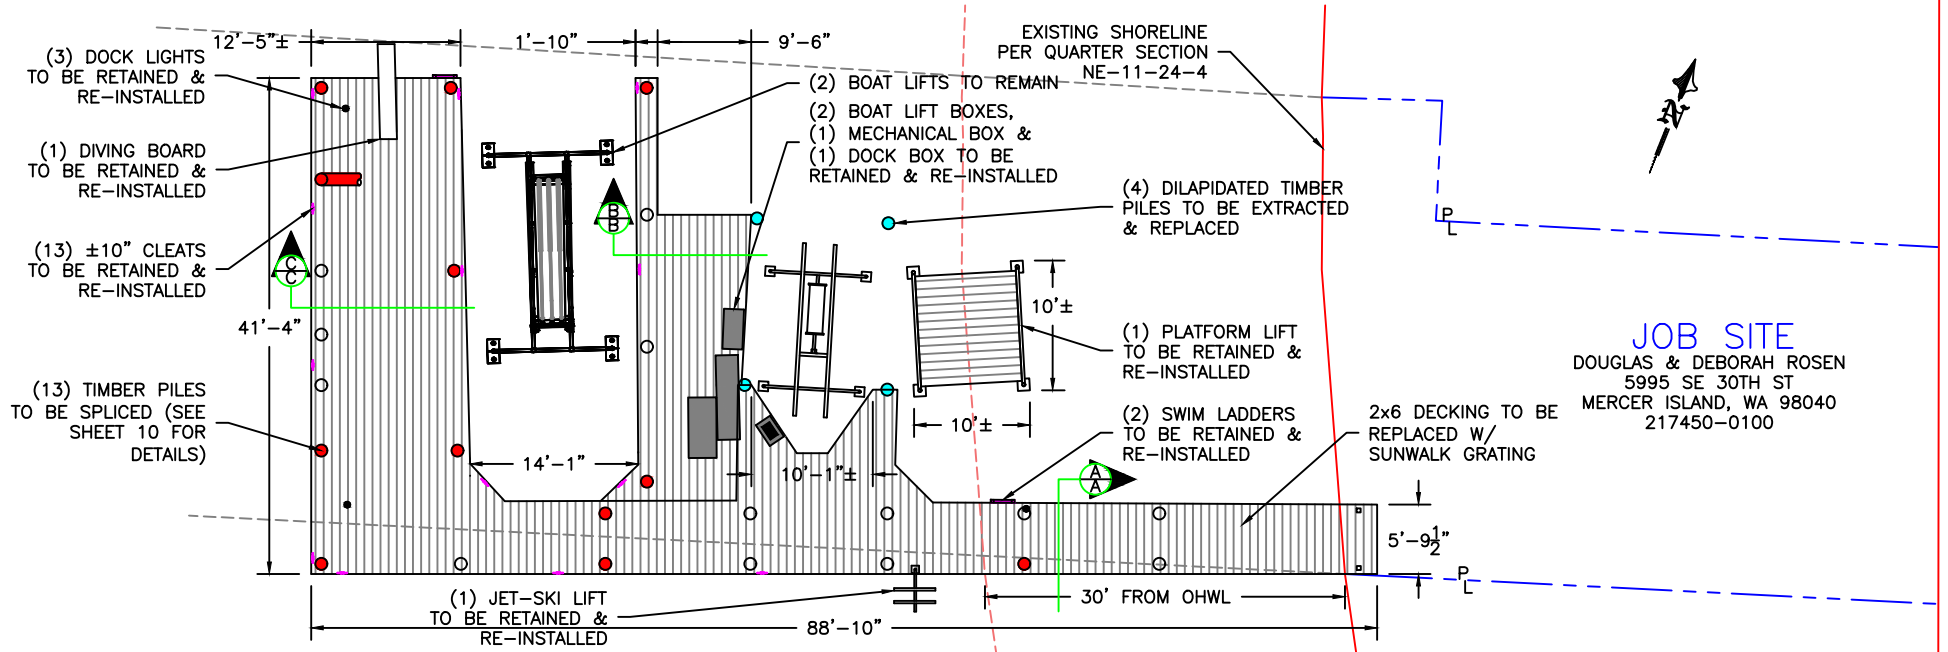 12'-5"±
1'-10"
9'-6"
(3) DOCK LIGHTS
TO BE RETAINED &
RE-INSTALLED
(1) DIVING BOARD
TO BE RETAINED &
RE-INSTALLED
(13) ±10" CLEATS
TO BE RETAINED &
RE-INSTALLED
(13) TIMBER PILES
TO BE SPLICED (SEE
SHEET 10 FOR
DETAILS)
41'-4"
C
C
B
B
(2) BOAT LIFTS TO REMAIN
(2) BOAT LIFT BOXES,
(1) MECHANICAL BOX &
(1) DOCK BOX TO BE
RETAINED & RE-INSTALLED
EXISTING SHORELINE
PER QUARTER SECTION
NE-11-24-4
(4) DILAPIDATED TIMBER
PILES TO BE EXTRACTED
& REPLACED
10'±
10'±
(1) PLATFORM LIFT
TO BE RETAINED &
RE-INSTALLED
(2) SWIM LADDERS
TO BE RETAINED &
RE-INSTALLED
2x6 DECKING TO BE
REPLACED W/
SUNWALK GRATING
14'-1"
10'-1"±
A
A
5'-9½"
30' FROM OHWL
88'-10"
(1) JET-SKI LIFT
TO BE RETAINED &
RE-INSTALLED
N
PL
PL
JOB SITE
DOUGLAS & DEBORAH ROSEN
5995 SE 30TH ST
MERCER ISLAND, WA 98040
217450-0100